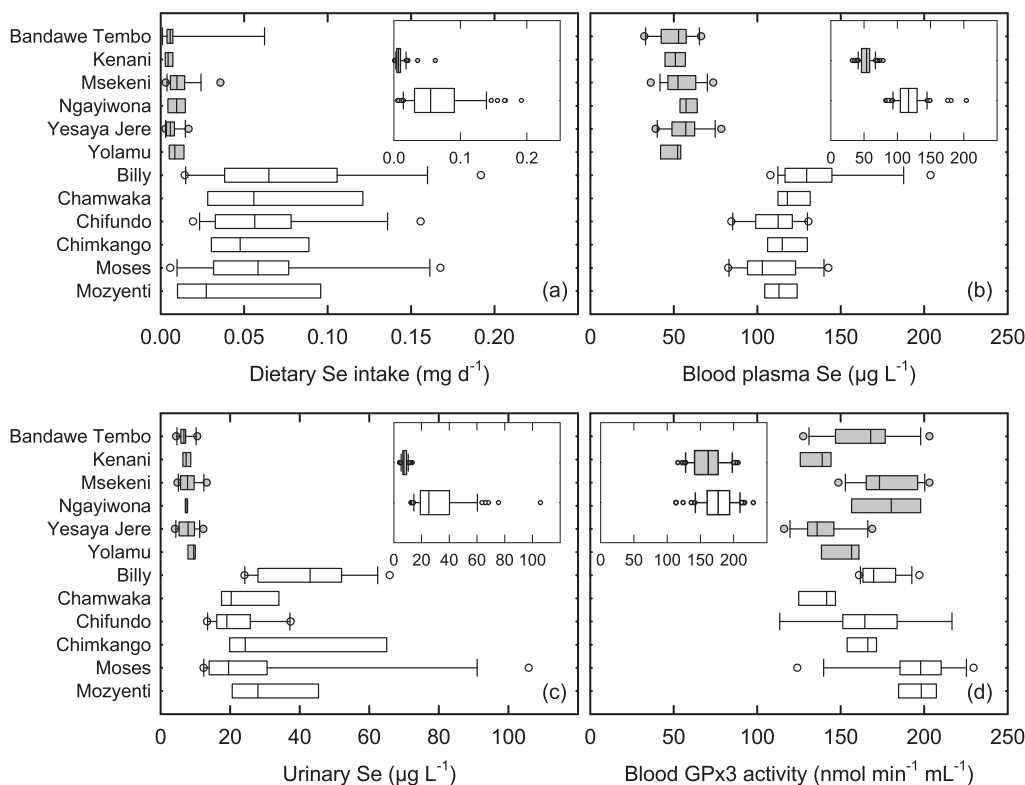 Bandawe Tembo
Kenani
Msekeni
Ngayiwona
Yesaya Jere
Yolamu
Billy
Chamwaka
Chifundo
Chimkango
Moses
Mozyenti
0.0 0.1 0.2
(a)
0.00 0.05 0.10 0.15 0.20
Dietary Se intake (mg d⁻¹)
0 50 100 150 200
(b)
0 50 100 150 200 250
Blood plasma Se (µg L⁻¹)
Bandawe Tembo
Kenani
Msekeni
Ngayiwona
Yesaya Jere
Yolamu
Billy
Chamwaka
Chifundo
Chimkango
Moses
Mozyenti
0 20 40 60 80 100
(c)
0 20 40 60 80 100
Urinary Se (µg L⁻¹)
0 50 100 150 200
(d)
0 50 100 150 200 250
Blood GPx3 activity (nmol min⁻¹ mL⁻¹)